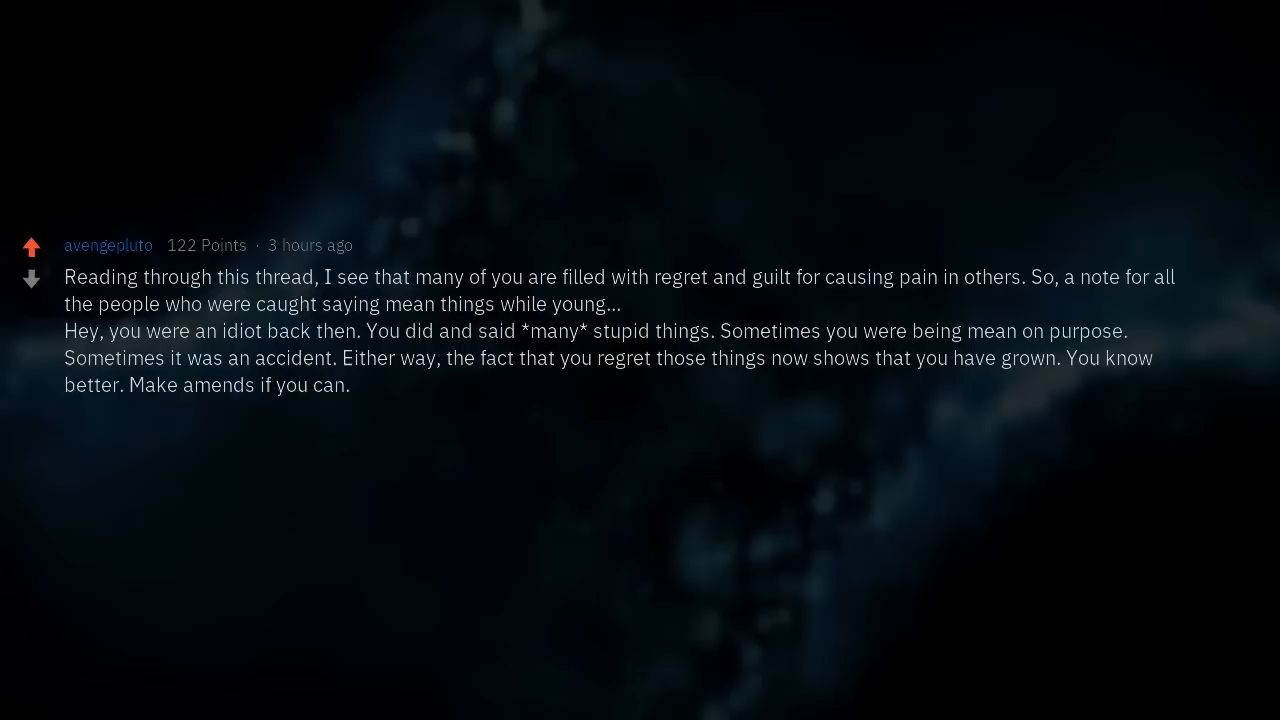 avengepluto 122 Points · 3 hours ago
Reading through this thread, I see that many of you are filled with regret and guilt for causing pain in others. So, a note for all
the people who were caught saying mean things while young...
Hey, you were an idiot back then. You did and said *many* stupid things. Sometimes you were being mean on purpose.
Sometimes it was an accident. Either way, the fact that you regret those things now shows that you have grown. You know
better. Make amends if you can.